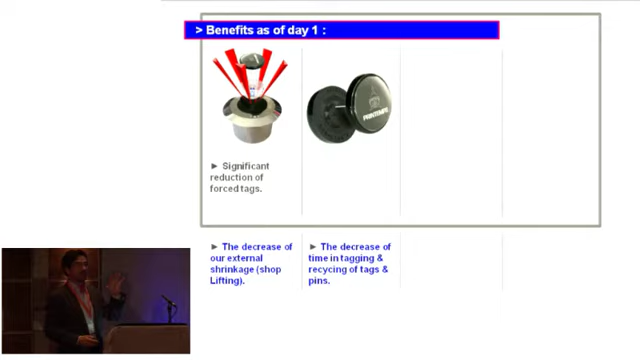 > Benefits as of day 1 :
PRINTEMPS
► Significant
reduction of
forced tags.
► The decrease of
our external
shrinkage (shop
Lifting).
► The decrease of
time in tagging &
recycing of tags &
pins.